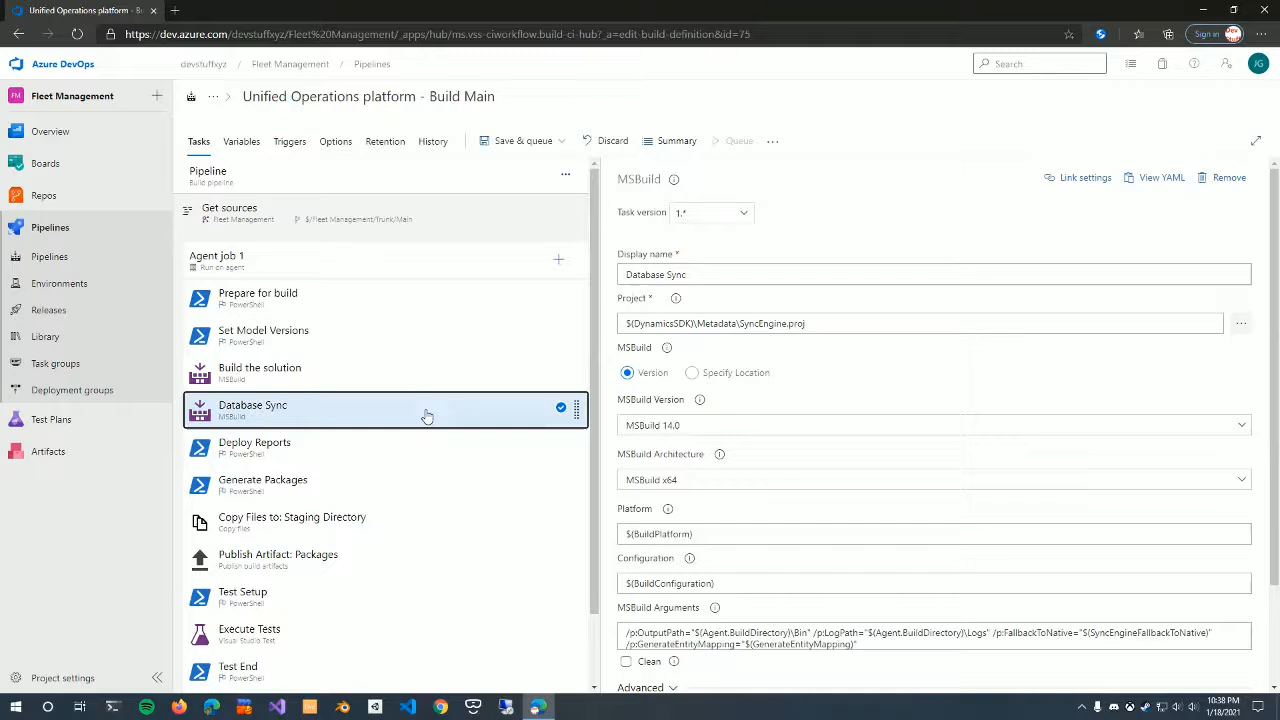 Unified Operations platform - Bu
https://dev.azure.com/devstuffxyz/Fleet%20Management/_apps/hub/ms.vss-ciworkflow.build-ci-hub?_a=edit-build-definition&id=75
Sign in
Azure DevOps
devstuffxyz / Fleet Management / Pipelines
Search
JG
FM Fleet Management
Unified Operations platform - Build Main
Overview
Boards
Repos
Pipelines
Pipelines
Environments
Releases
Library
Task groups
Deployment groups
Test Plans
Artifacts
Project settings
Tasks Variables Triggers Options Retention History Save & queue Discard Summary Queue
Pipeline
Build pipeline
Get sources
Fleet Management $/Fleet Management/Trunk/Main
Agent job 1
Run on agent
Prepare for build
PowerShell
Set Model Versions
PowerShell
Build the solution
MSBuild
Database Sync
MSBuild
Deploy Reports
PowerShell
Generate Packages
PowerShell
Copy Files to: Staging Directory
Copy files
Publish Artifact: Packages
Publish build artifacts
Test Setup
PowerShell
Execute Tests
Visual Studio Test
Test End
PowerShell
MSBuild
Link settings View YAML Remove
Task version 1.*
Display name *
Database Sync
Project *
$(DynamicsSDK)\Metadata\SyncEngine.proj
MSBuild
Version Specify Location
MSBuild Version
MSBuild 14.0
MSBuild Architecture
MSBuild x64
Platform
$(BuildPlatform)
Configuration
$(BuildConfiguration)
MSBuild Arguments
/p:OutputPath="$(Agent.BuildDirectory)\Bin" /p:LogPath="$(Agent.BuildDirectory)\Logs" /p:FallbackToNative="$(SyncEngineFallbackToNative)"
/p:GenerateEntityMapping="$(GenerateEntityMapping)"
Clean
Advanced
10:38 PM
1/18/2021